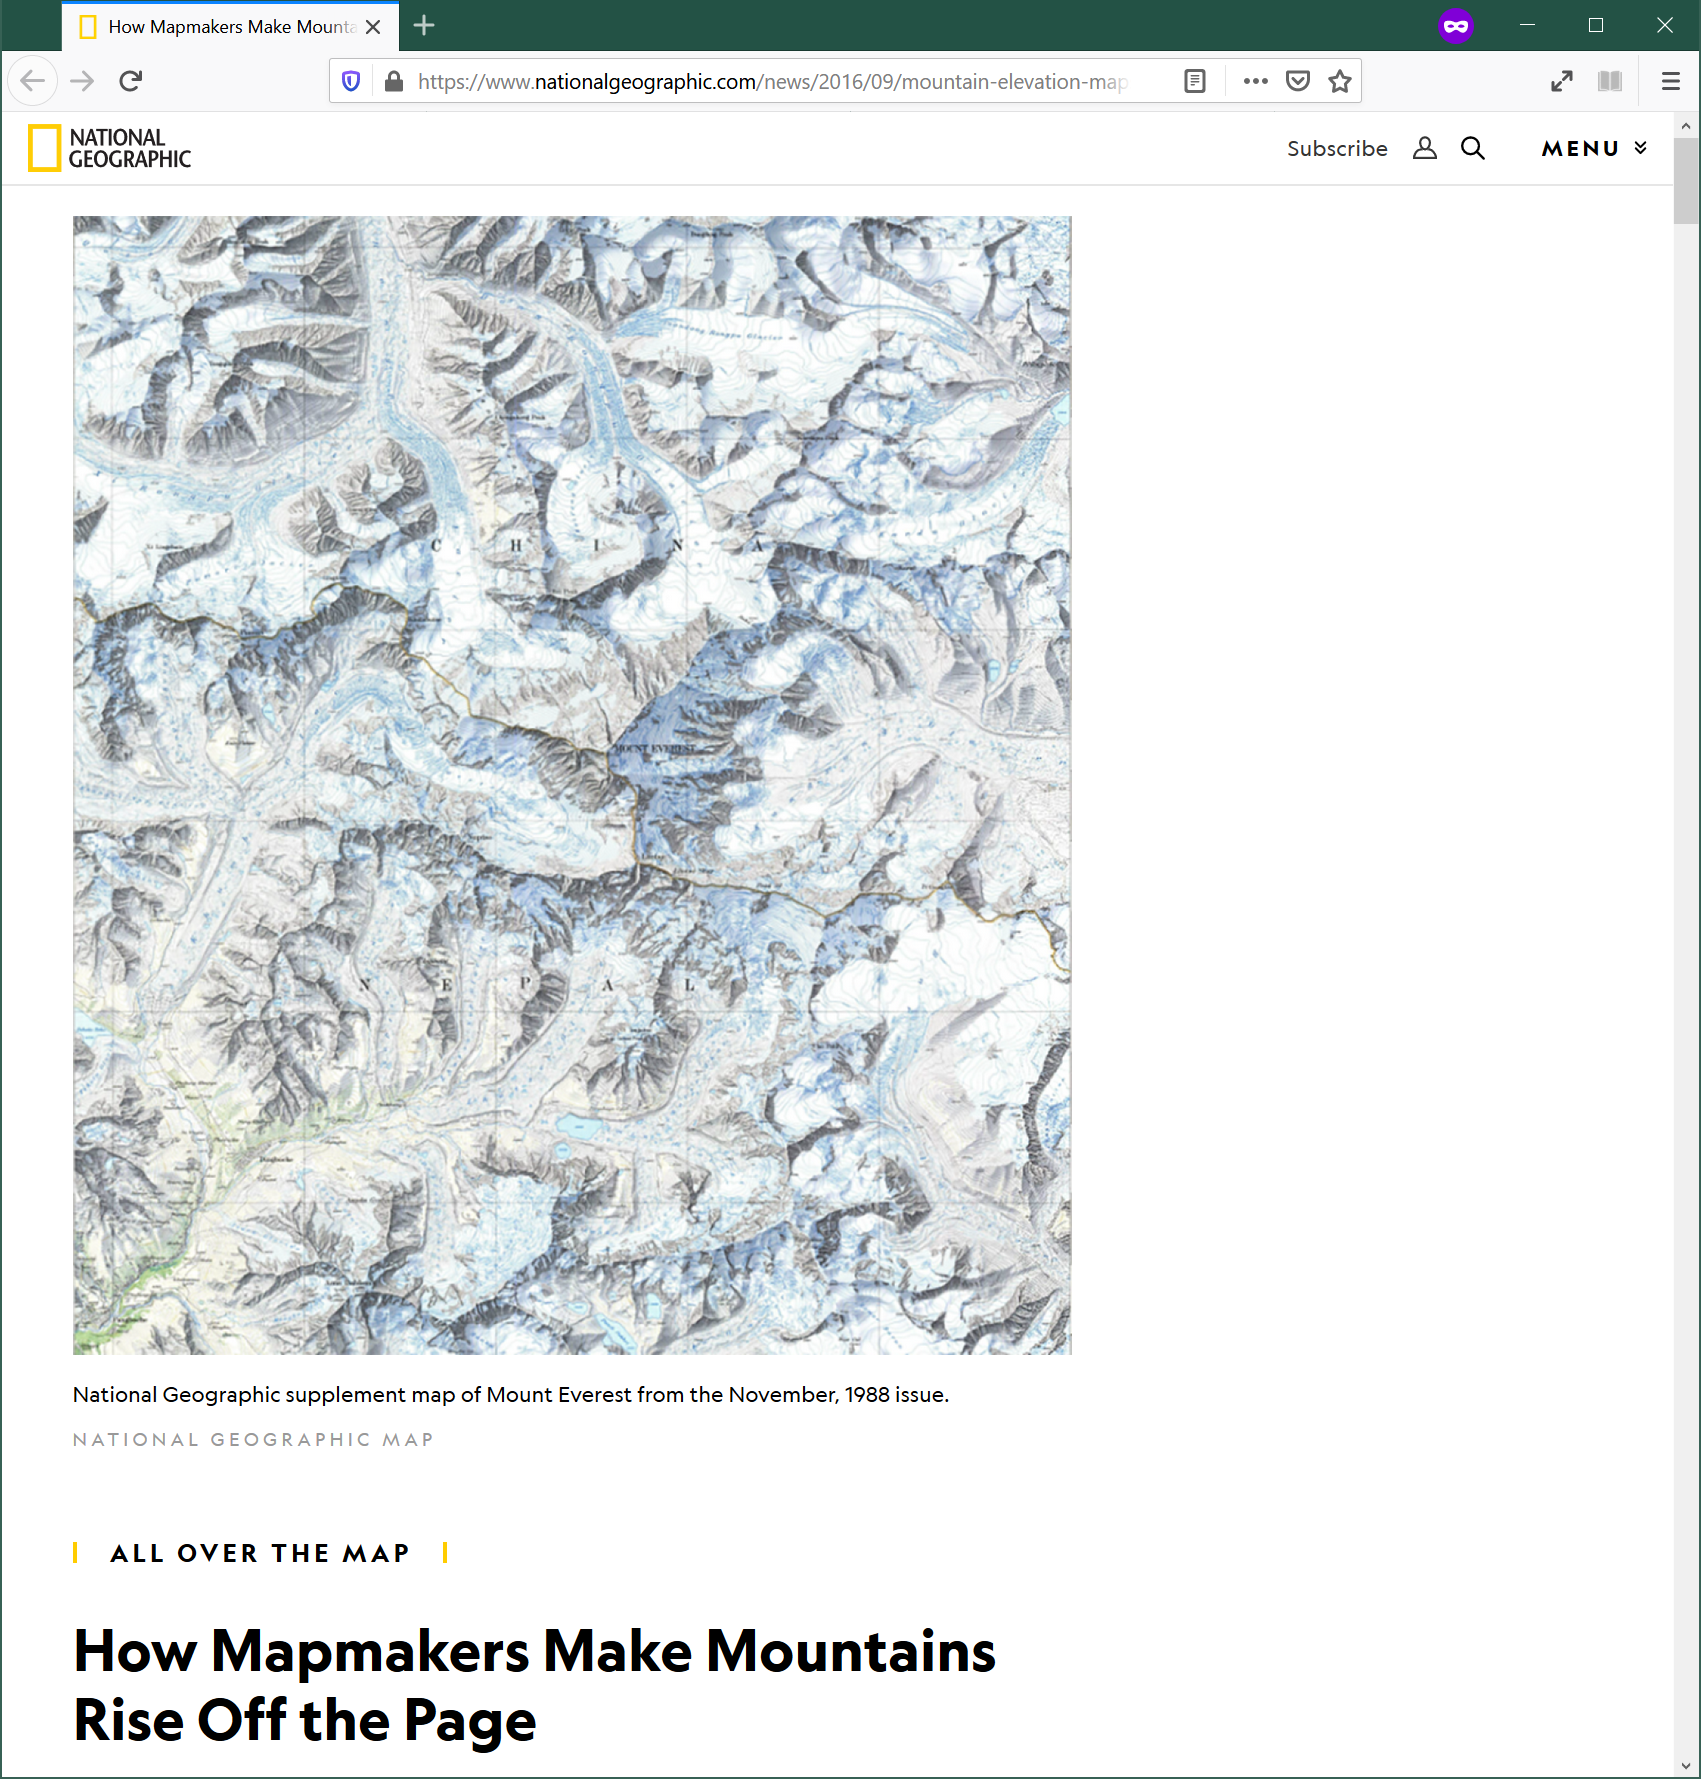 How Mapmakers Make Mounta
https://www.nationalgeographic.com/news/2016/09/mountain-elevation-map
NATIONAL
GEOGRAPHIC
Subscribe
MENU
CHINA
MOUNT EVEREST
NEPAL
National Geographic supplement map of Mount Everest from the November, 1988 issue.
NATIONAL GEOGRAPHIC MAP
ALL OVER THE MAP
How Mapmakers Make Mountains
Rise Off the Page